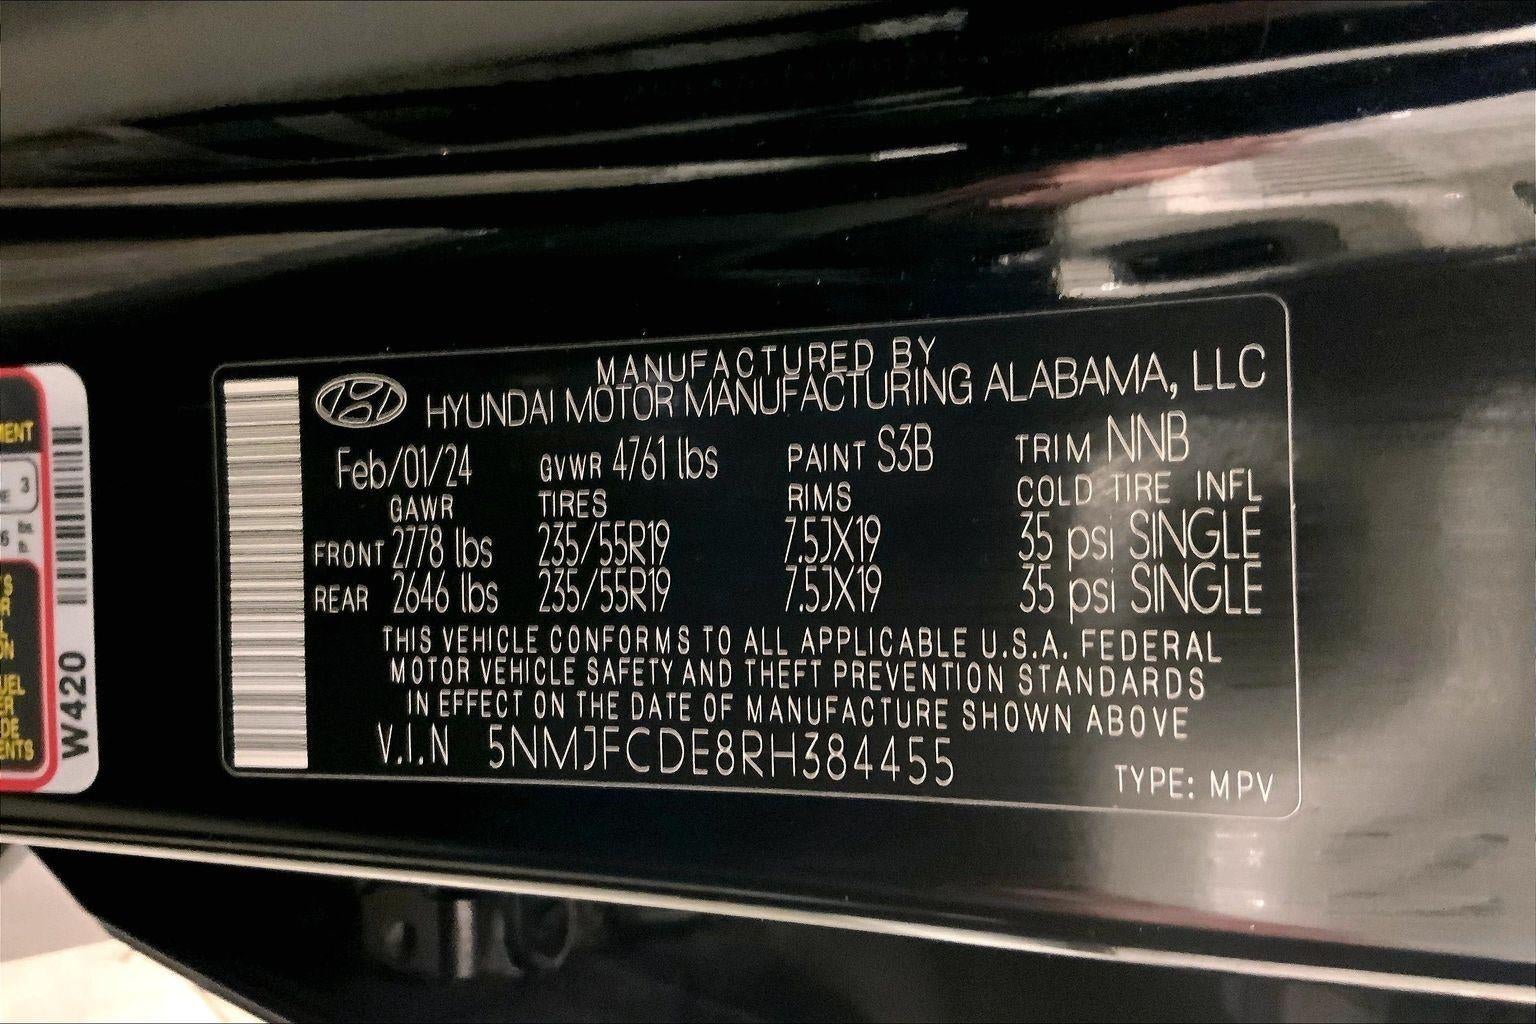 MANUFACTURED BY
HYUNDAI MOTOR MANUFACTURING ALABAMA, LLC
Feb/01/24 GVWR 4761 lbs PAINT S3B TRIM NNB
GAWR TIRES RIMS COLD TIRE INFL
FRONT 2778 lbs 235/55R19 7.5JX19 35 psi SINGLE
REAR 2646 lbs 235/55R19 7.5JX19 35 psi SINGLE
THIS VEHICLE CONFORMS TO ALL APPLICABLE U.S.A. FEDERAL
MOTOR VEHICLE SAFETY AND THEFT PREVENTION STANDARDS
IN EFFECT ON THE DATE OF MANUFACTURE SHOWN ABOVE
V.I.N 5NMJFCDE8RH384455
TYPE: MPV
W420
3